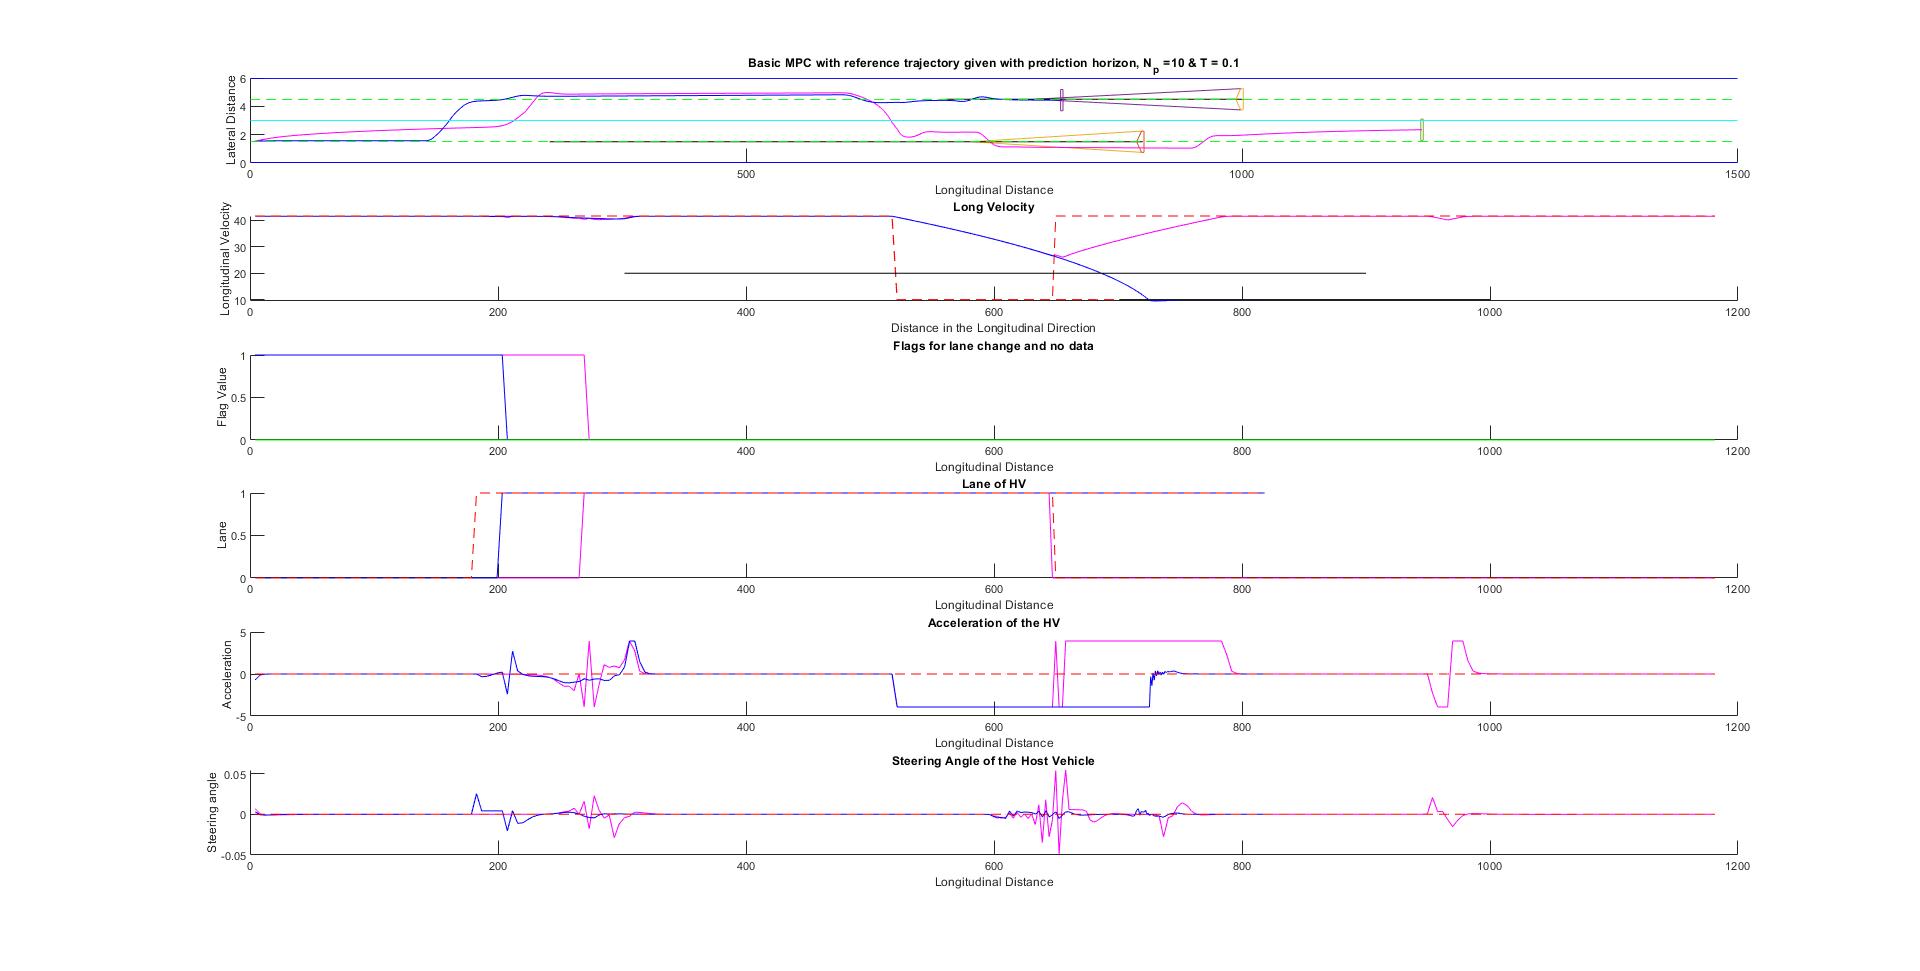 Basic MPC with reference trajectory given with prediction horizon, Np =10 & T = 0.1
Lateral Distance
6
4
2
0
0 500 1000 1500
Longitudinal Distance
Long Velocity
Longitudinal Velocity
40
30
20
10
0 200 400 600 800 1000 1200
Distance in the Longitudinal Direction
Flags for lane change and no data
Flag Value
1
0.5
0
0 200 400 600 800 1000 1200
Longitudinal Distance
Lane of HV
Lane
1
0.5
0
0 200 400 600 800 1000 1200
Longitudinal Distance
Acceleration of the HV
Acceleration
5
0
-5
0 200 400 600 800 1000 1200
Longitudinal Distance
Steering Angle of the Host Vehicle
Steering angle
0.05
0
-0.05
0 200 400 600 800 1000 1200
Longitudinal Distance